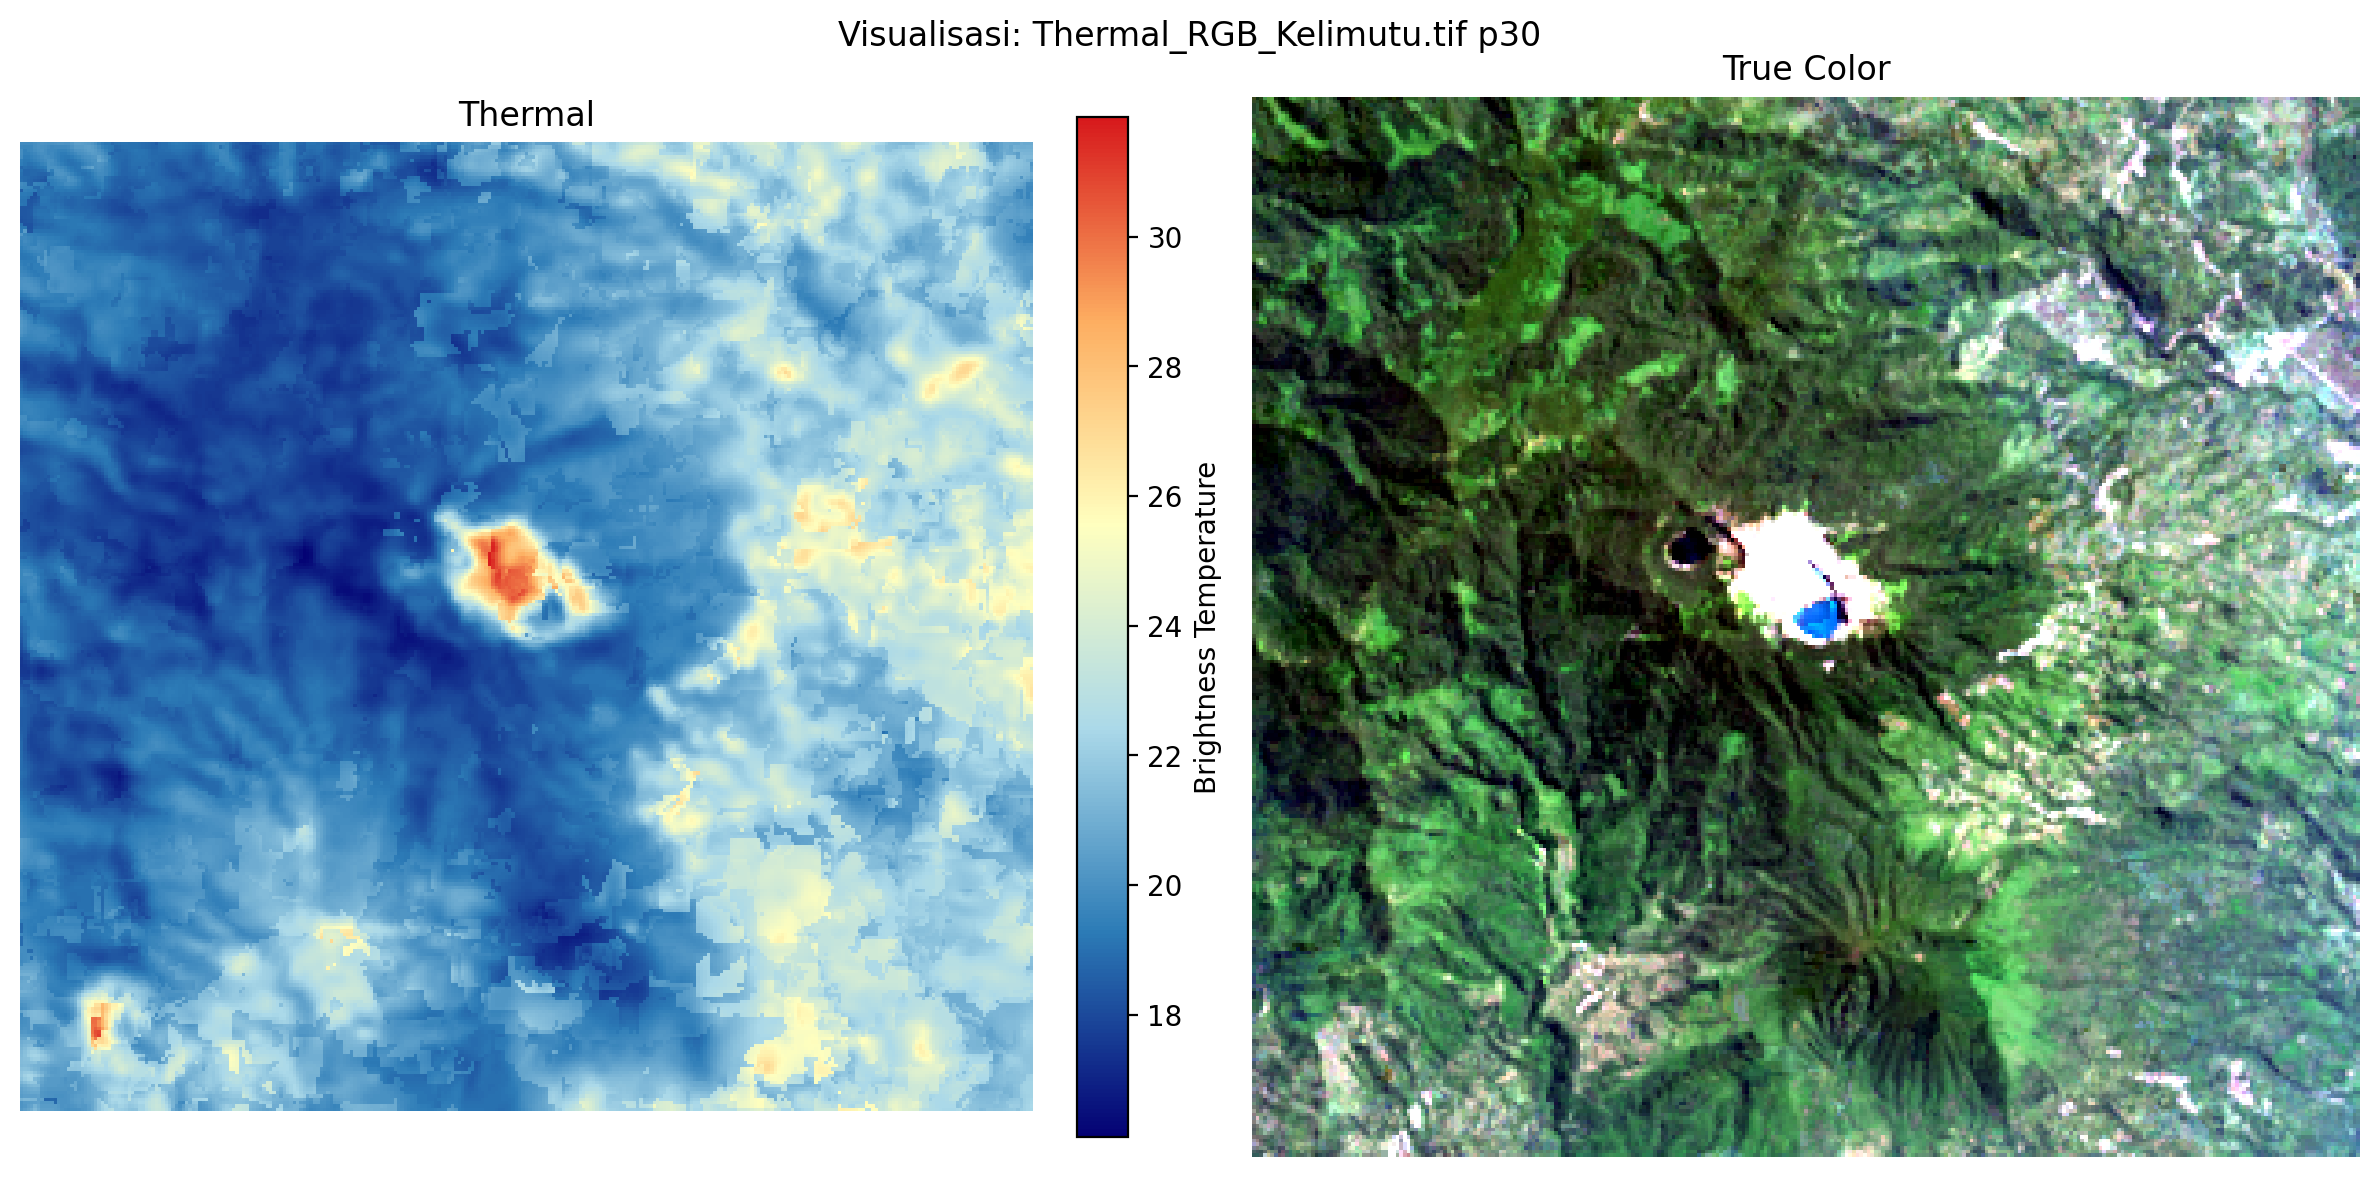 Visualisasi: Thermal_RGB_Kelimutu.tif p30
Thermal
True Color
30
28
26
24
22
20
18
Brightness Temperature